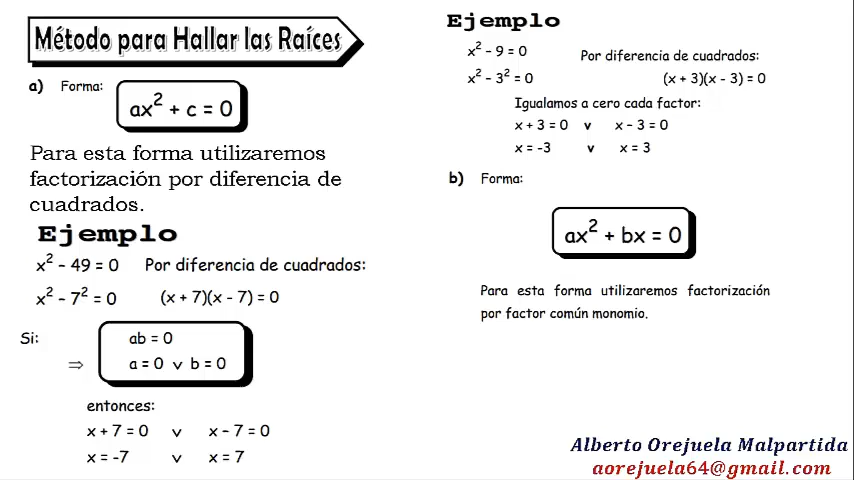 Método para Hallar las Raíces
a) Forma:
ax² + c = 0
Para esta forma utilizaremos
factorización por diferencia de
cuadrados.
Ejemplo
x² – 49 = 0 Por diferencia de cuadrados:
x² – 7² = 0 (x + 7)(x - 7) = 0
Si: ab = 0
⇒ a = 0 v b = 0
entonces:
x + 7 = 0 v x – 7 = 0
x = -7 v x = 7
Ejemplo
x² – 9 = 0 Por diferencia de cuadrados:
x² – 3² = 0 (x + 3)(x - 3) = 0
Igualamos a cero cada factor:
x + 3 = 0 v x – 3 = 0
x = -3 v x = 3
b) Forma:
ax² + bx = 0
Para esta forma utilizaremos factorización
por factor común monomio.
Alberto Orejuela Malpartida
aorejuela64@gmail.com